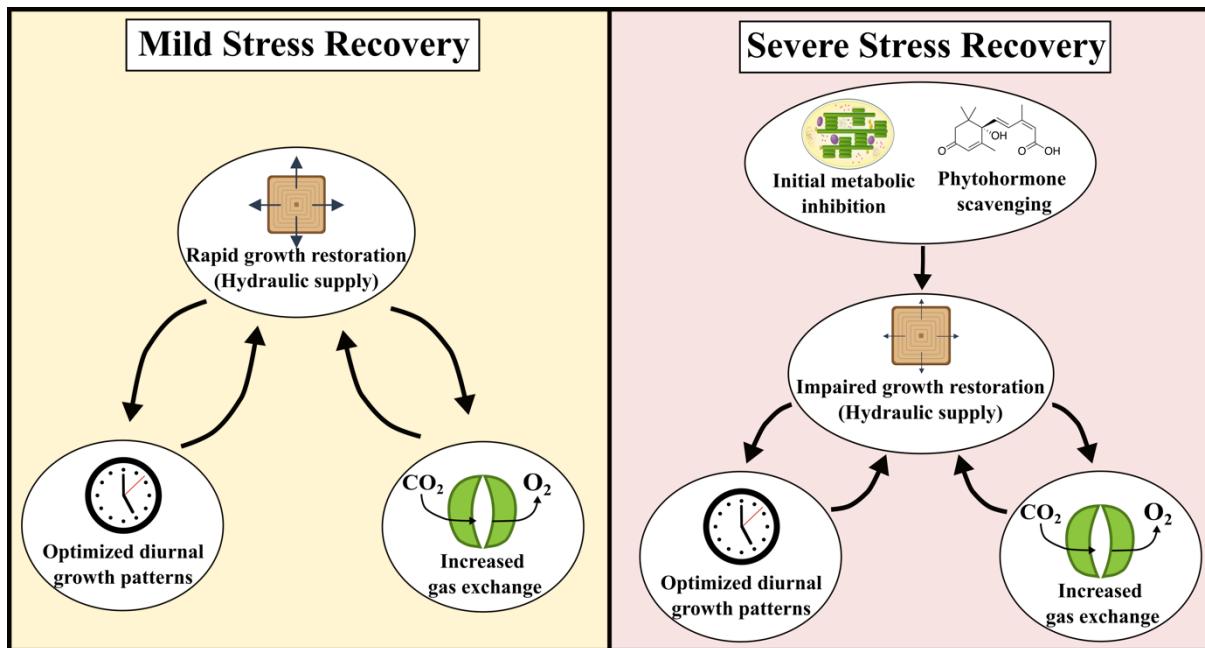 Mild Stress Recovery
Rapid growth restoration
(Hydraulic supply)
CO₂
O₂
Optimized diurnal
growth patterns
Increased
gas exchange
Severe Stress Recovery
OH
O
O
OH
Initial metabolic
inhibition
Phytohormone
scavenging
Impaired growth restoration
(Hydraulic supply)
CO₂
O₂
Optimized diurnal
growth patterns
Increased
gas exchange